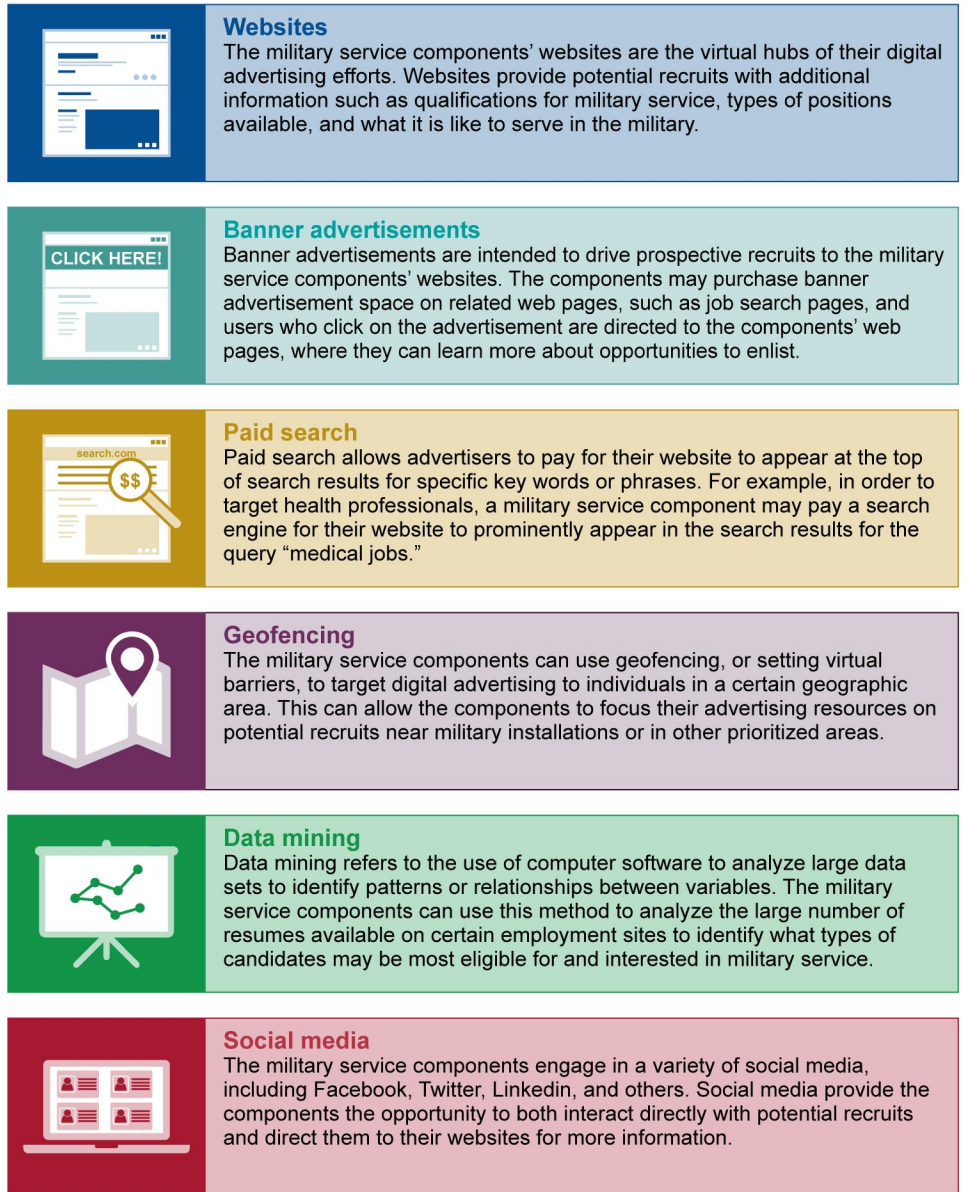 Websites
The military service components’ websites are the virtual hubs of their digital
advertising efforts. Websites provide potential recruits with additional
information such as qualifications for military service, types of positions
available, and what it is like to serve in the military.
CLICK HERE!
Banner advertisements
Banner advertisements are intended to drive prospective recruits to the military
service components’ websites. The components may purchase banner
advertisement space on related web pages, such as job search pages, and
users who click on the advertisement are directed to the components’ web
pages, where they can learn more about opportunities to enlist.
search.com
$$
Paid search
Paid search allows advertisers to pay for their website to appear at the top
of search results for specific key words or phrases. For example, in order to
target health professionals, a military service component may pay a search
engine for their website to prominently appear in the search results for the
query “medical jobs.”
Geofencing
The military service components can use geofencing, or setting virtual
barriers, to target digital advertising to individuals in a certain geographic
area. This can allow the components to focus their advertising resources on
potential recruits near military installations or in other prioritized areas.
Data mining
Data mining refers to the use of computer software to analyze large data
sets to identify patterns or relationships between variables. The military
service components can use this method to analyze the large number of
resumes available on certain employment sites to identify what types of
candidates may be most eligible for and interested in military service.
Social media
The military service components engage in a variety of social media,
including Facebook, Twitter, Linkedin, and others. Social media provide the
components the opportunity to both interact directly with potential recruits
and direct them to their websites for more information.